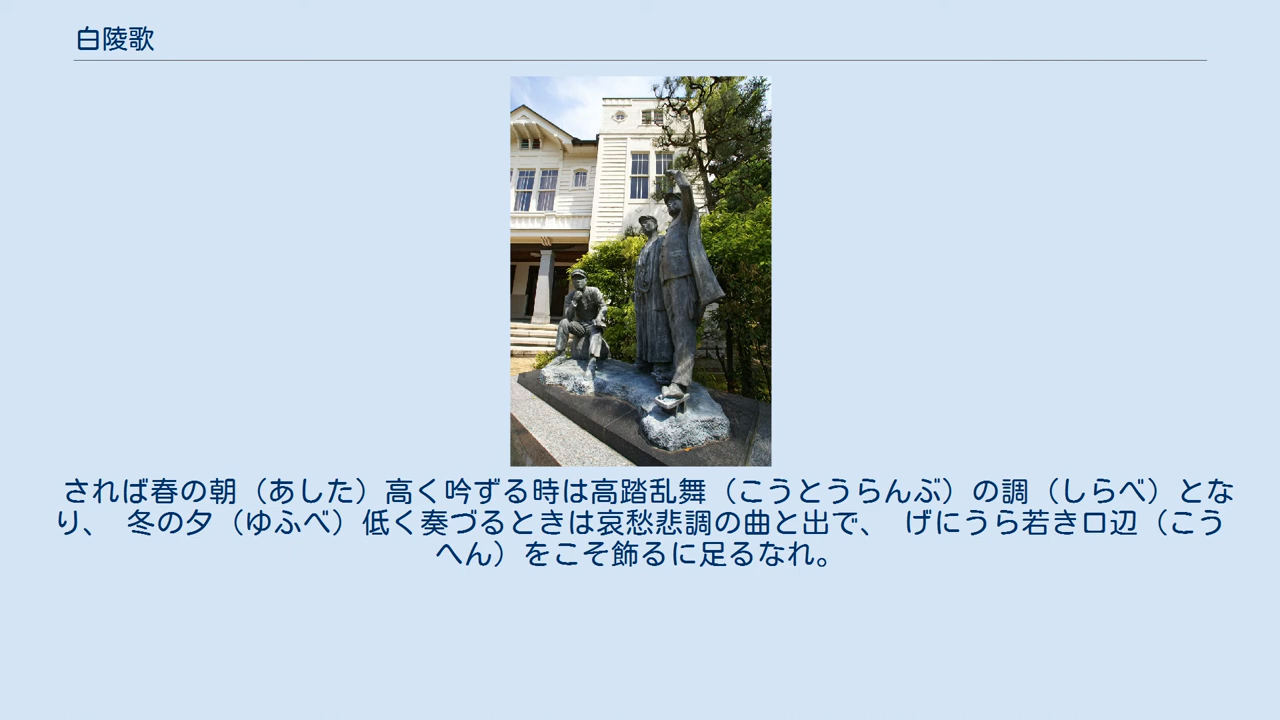 白陵歌
されば春の朝（あした）高く吟ずる時は高踏乱舞（こうとうらんぶ）の調（しらべ）とな
り、 冬の夕（ゆふべ）低く奏づるときは哀愁悲調の曲と出で、 げにうら若き口辺（こう
へん）をこそ飾るに足るなれ。